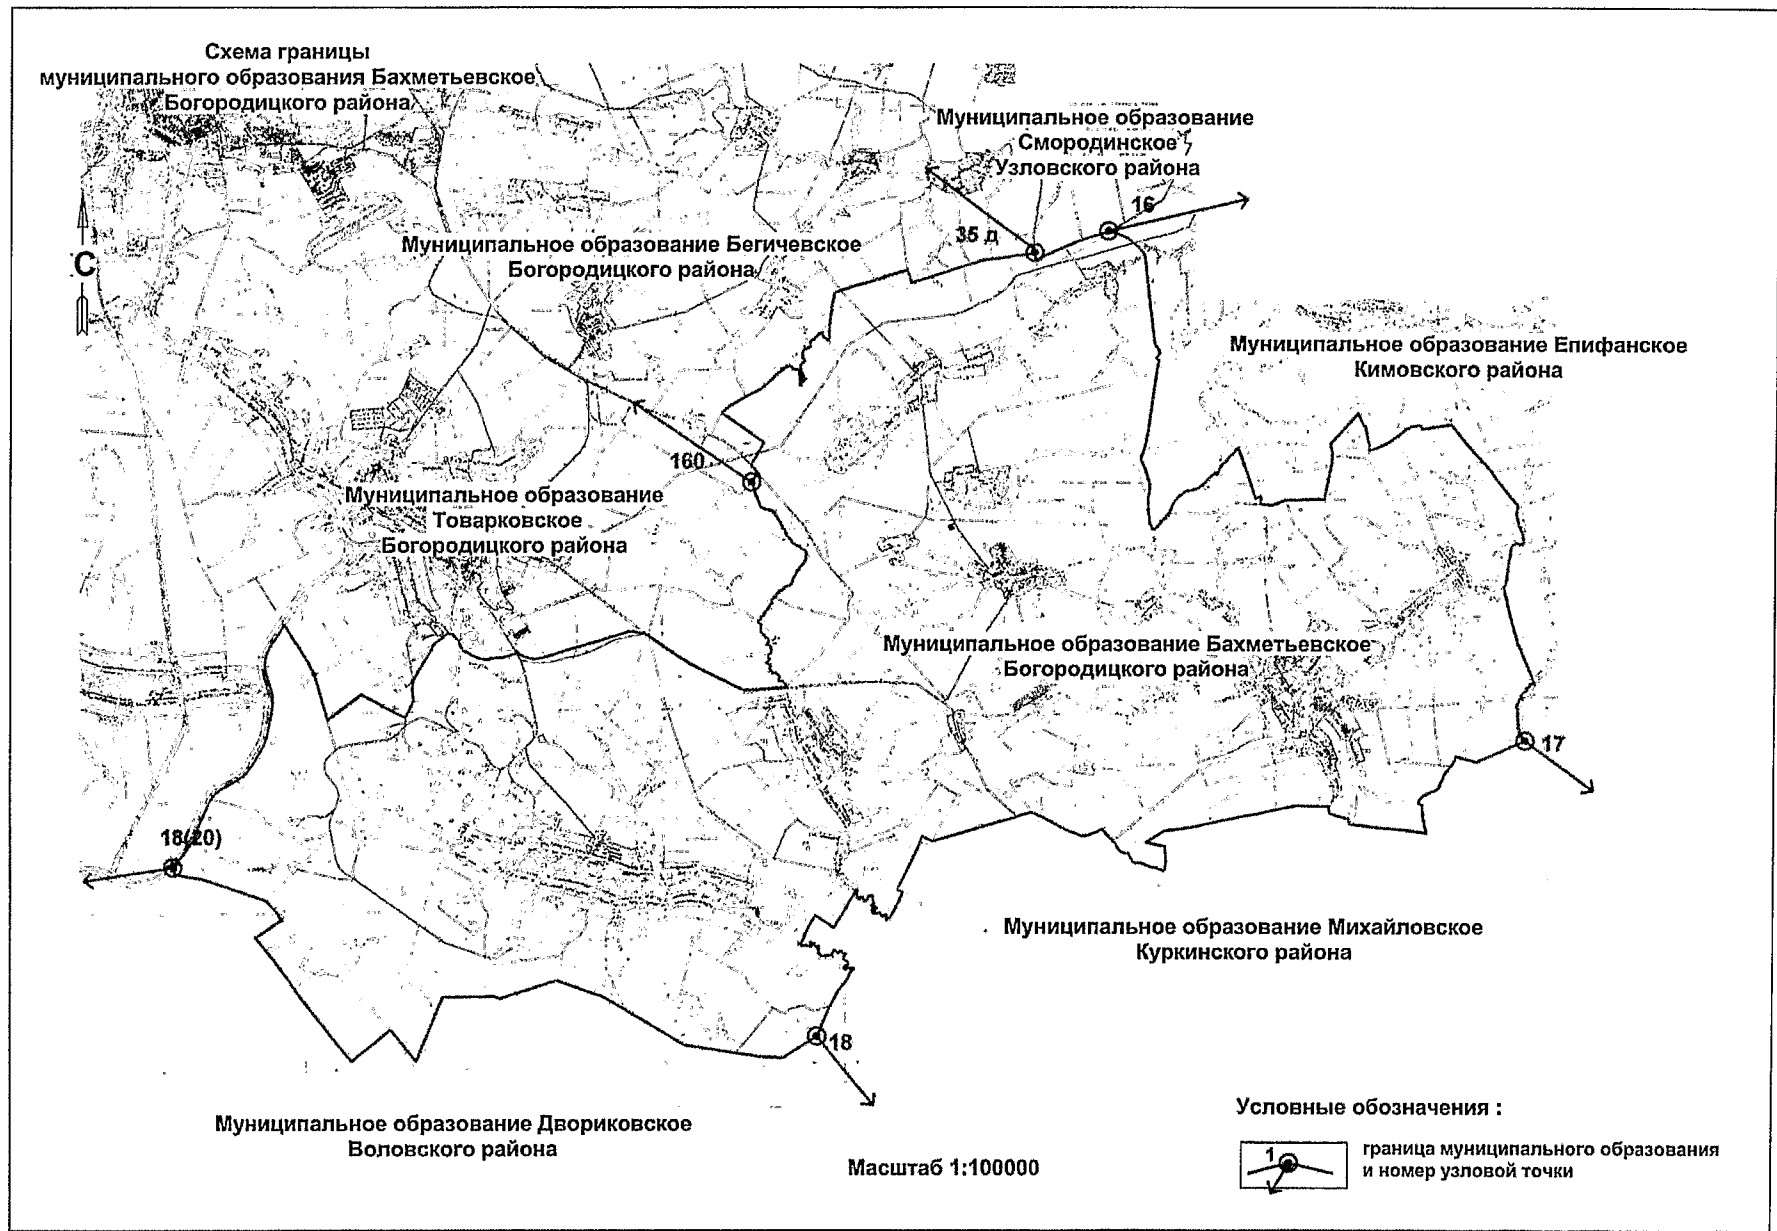 Схема границы
муниципального образования Бахметьевское
Богородицкого района
Муниципальное образование
Смородинское
Узловского района
16
35 д
С
Муниципальное образование Бегичевское
Богородицкого района
Муниципальное образование Епифанское
Кимовского района
160
Муниципальное образование
Товарковское
Богородицкого района
Муниципальное образование Бахметьевское
Богородицкого района
17
18(20)
Муниципальное образование Михайловское
Куркинского района
18
Муниципальное образование Двориковское
Воловского района
Масштаб 1:100000
Условные обозначения :
1
граница муниципального образования
и номер узловой точки